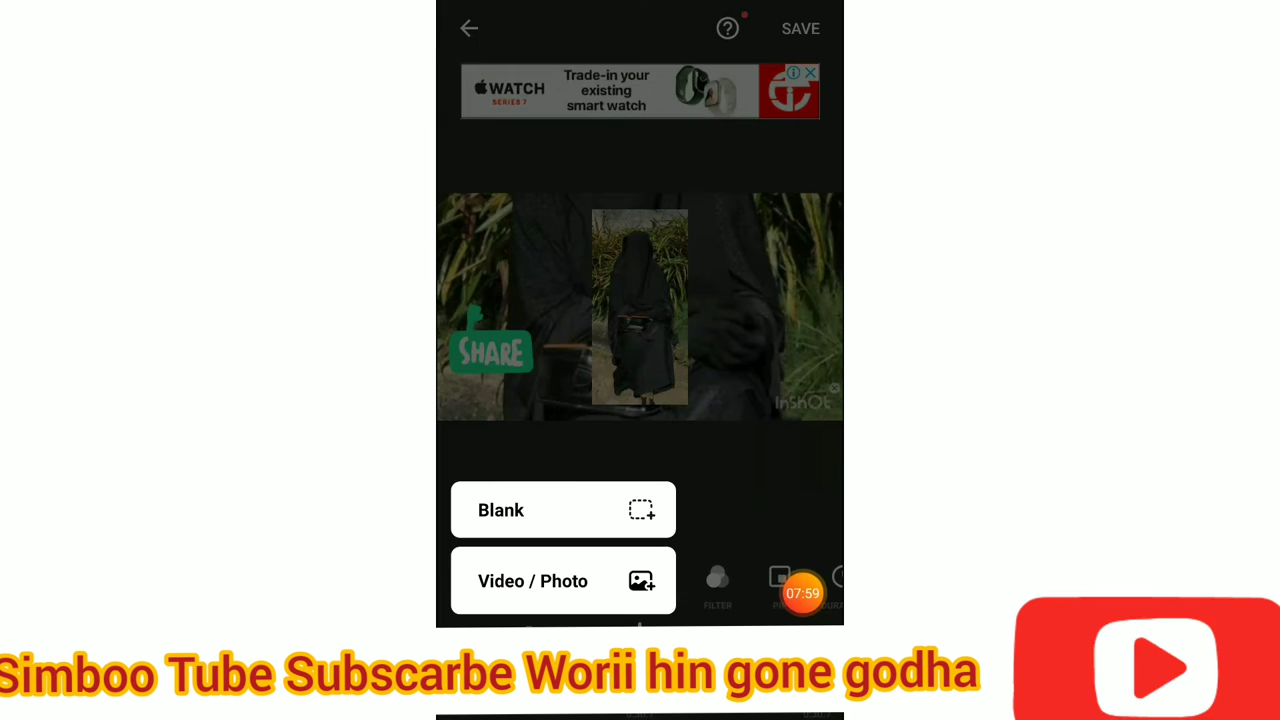 SAVE
WATCH
SERIES 7
Trade-in your
existing
smart watch
SHARE
InShOt
Blank
Video / Photo
FILTER
07:59
Simboo Tube Subscarbe Worii hin gone godha